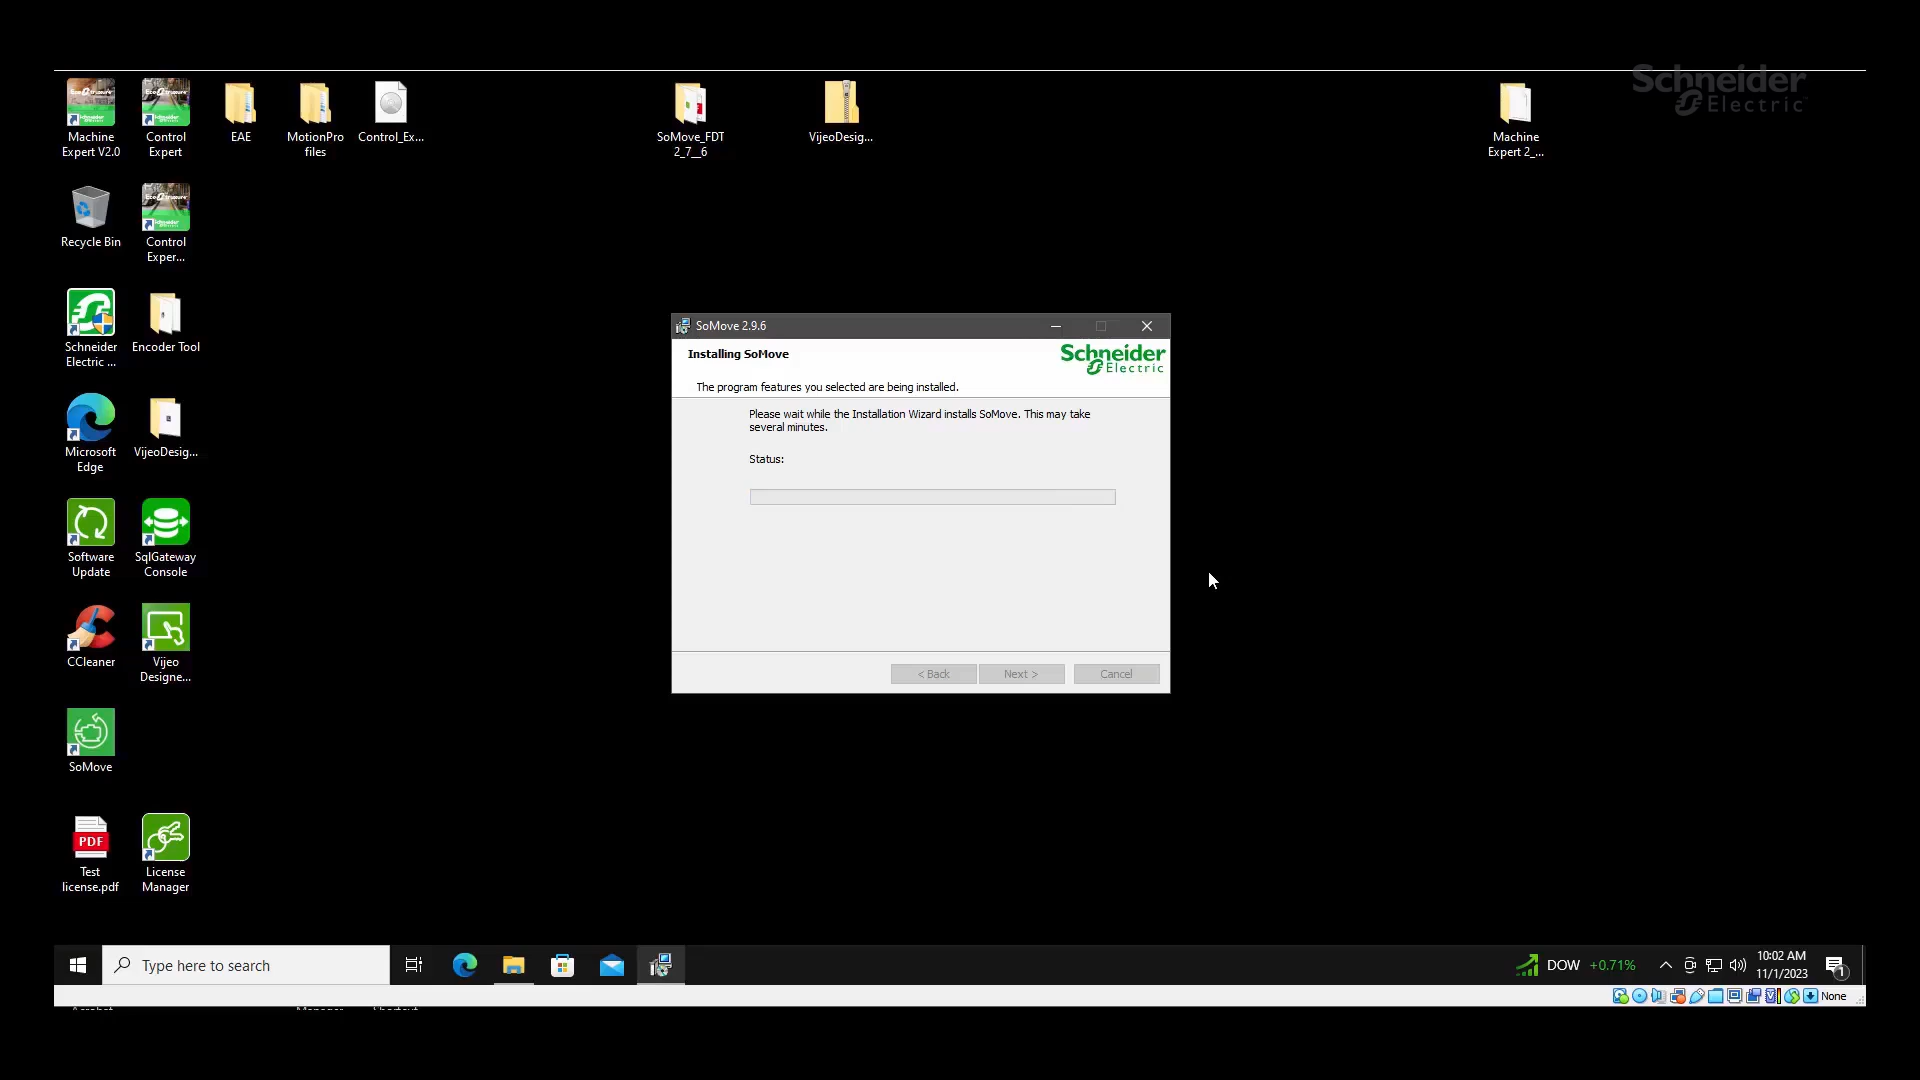 Schneider
Electric
Machine
Expert V2.0
Control
Expert
EAE
MotionPro
files
Control_Ex...
SoMove_FDT
2_7__6
VijeoDesig...
Machine
Expert 2_...
Recycle Bin
Control
Exper...
Schneider
Electric ...
Encoder Tool
Microsoft
Edge
VijeoDesig...
Software
Update
SqlGateway
Console
CCleaner
Vijeo
Designe...
SoMove
PDF
Test
license.pdf
License
Manager
SoMove 2.9.6
Installing SoMove
Schneider
Electric
The program features you selected are being installed.
Please wait while the Installation Wizard installs SoMove. This may take
several minutes.
Status:
< Back
Next >
Cancel
Type here to search
DOW +0.71%
10:02 AM
11/1/2023
1
None